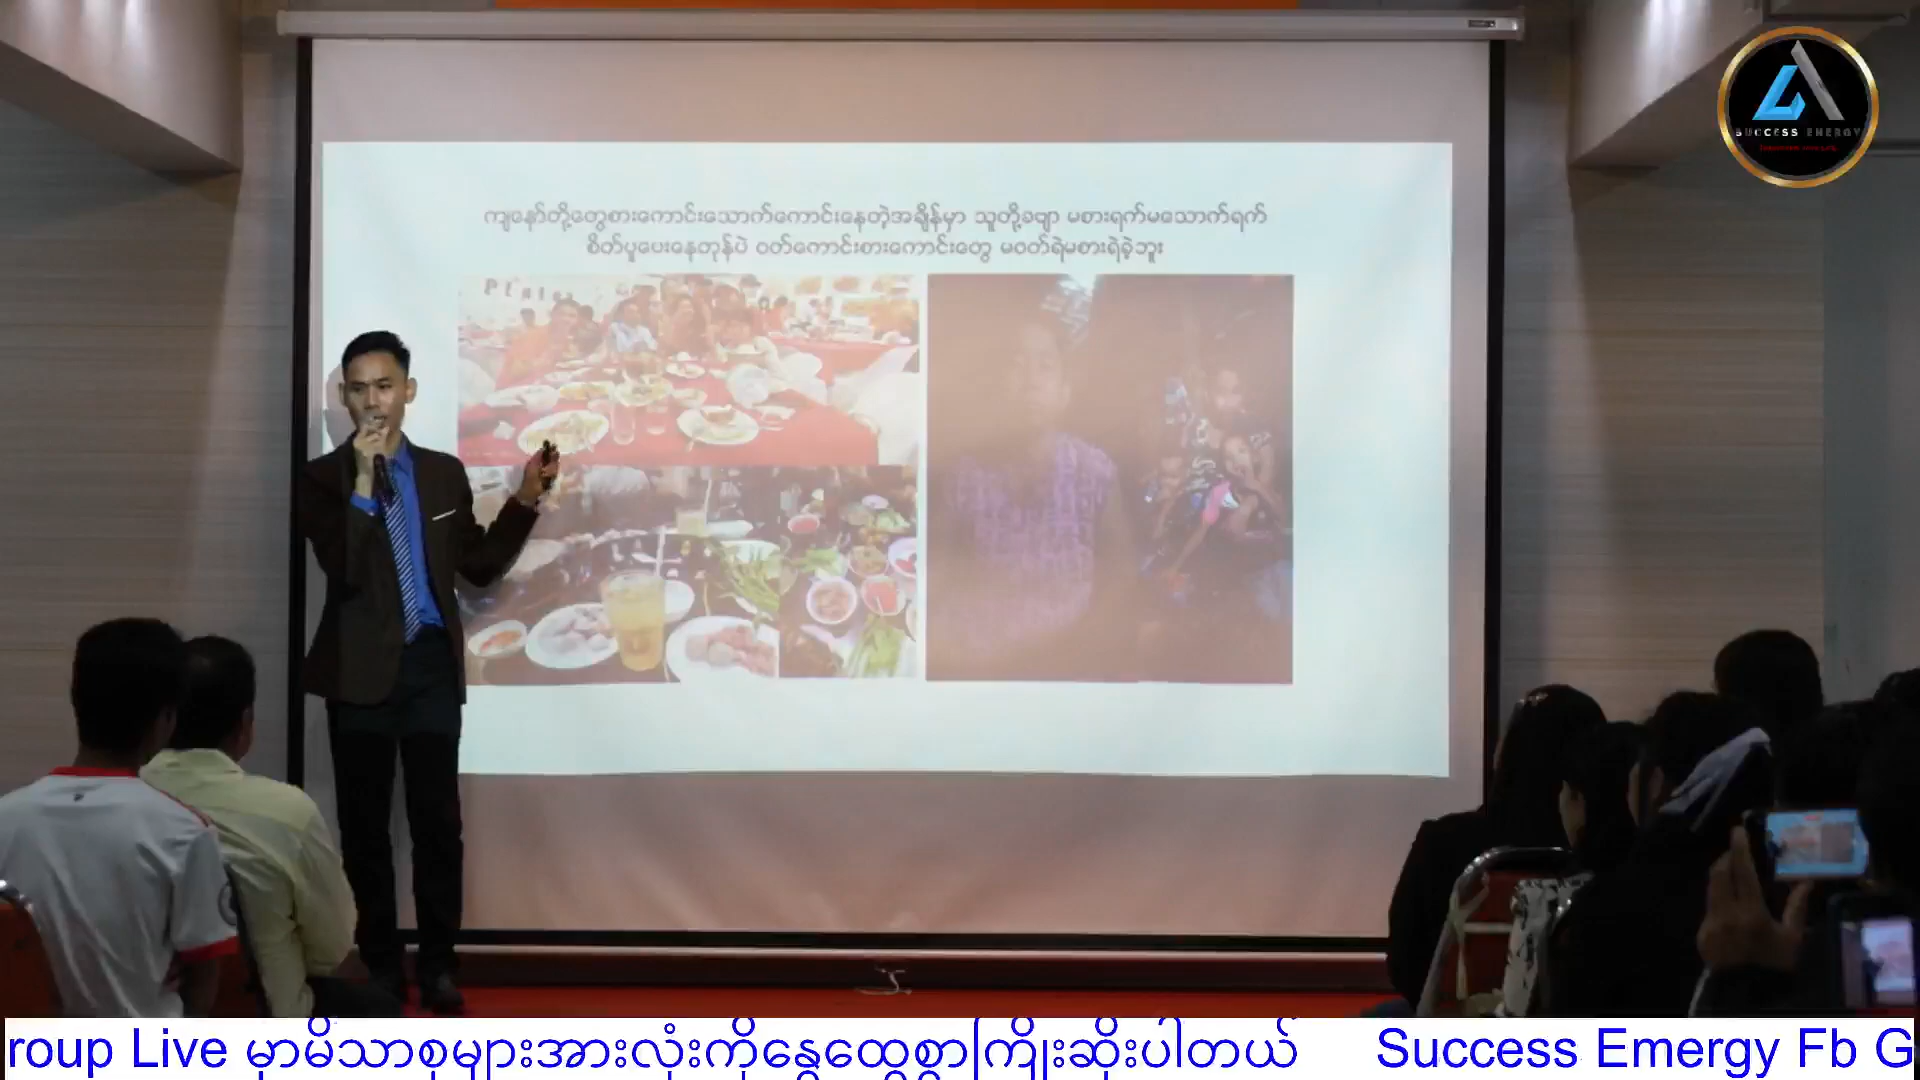 SUCCESS ENERGY
ကျနော်တို့တွေစားကောင်းသောက်ကောင်းနေတဲ့အချိန်မှာ သူတို့ခဗျာ မစားရက်မသောက်ရက်
စိတ်ပူပေးနေတုန်ပဲ ဝတ်ကောင်းစားကောင်းတွေ မဝတ်ရဲမစားရဲခဲ့ဘူး
roup Live မှာမိသာစုများအားလုံးကိုနွေထွေစွာကြိုးဆိုးပါတယ် Success Emergy Fb G